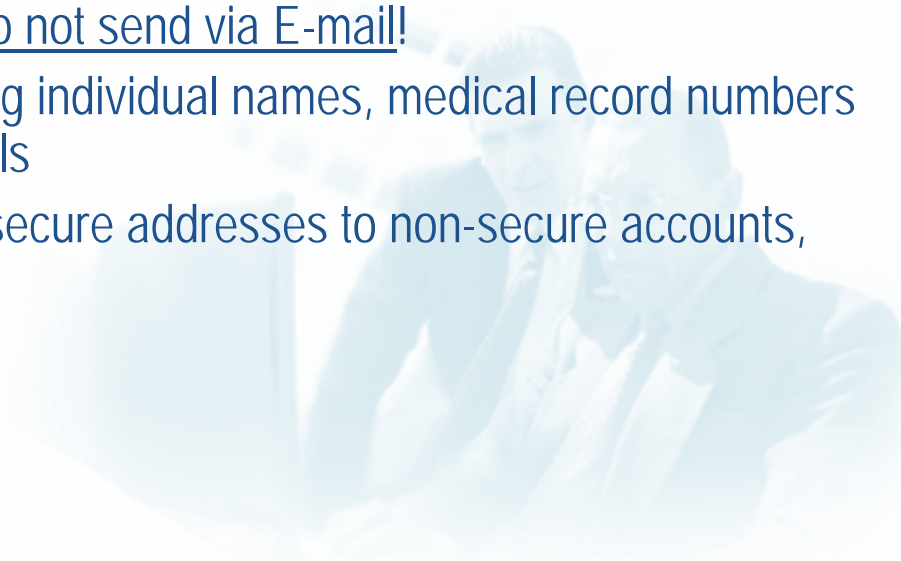 o not send via E-mail!
g individual names, medical record numbers
ls
secure addresses to non-secure accounts,